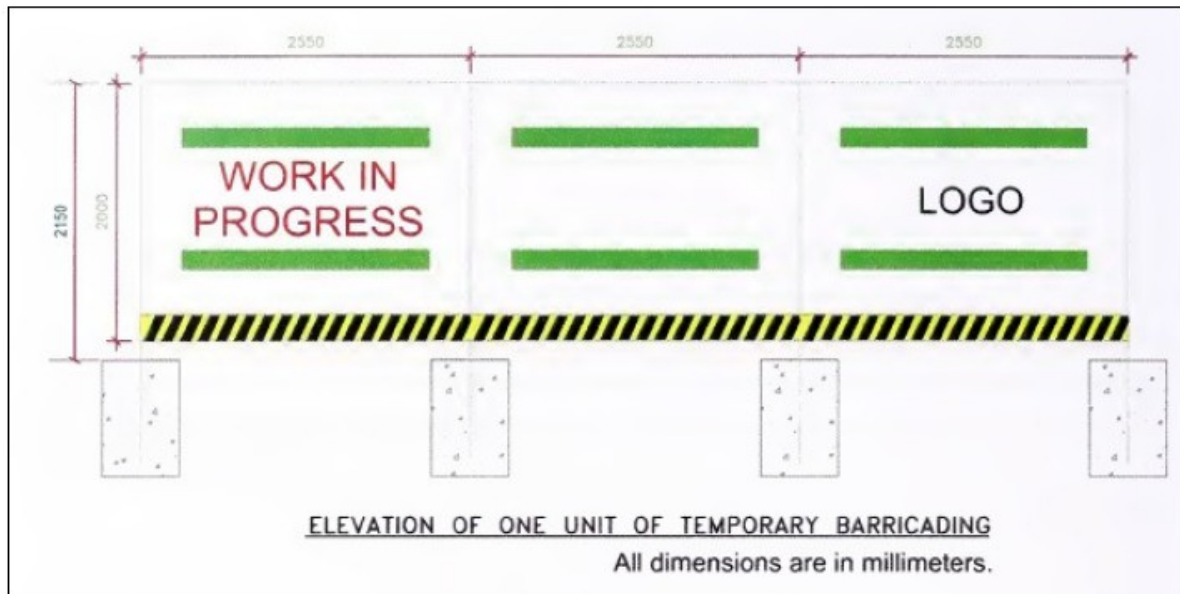 2550 2550 2550
2150
2000
WORK IN
PROGRESS
LOGO
ELEVATION OF ONE UNIT OF TEMPORARY BARRICADING
All dimensions are in millimeters.